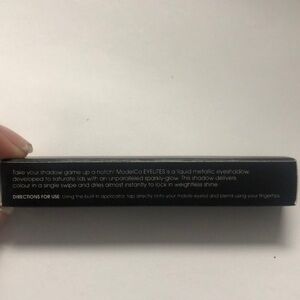 Take your shadow game up a notch! ModelCo EYELITES is a liquid metallic eyeshadow,
developed to saturate lids with an unparalleled sparkly-glow. This shadow delivers
colour in a single swipe and dries almost instantly to lock in weightless shine.
DIRECTIONS FOR USE: Using the built in applicator, tap directly onto your mobile eyelid and blend using your fingertips.